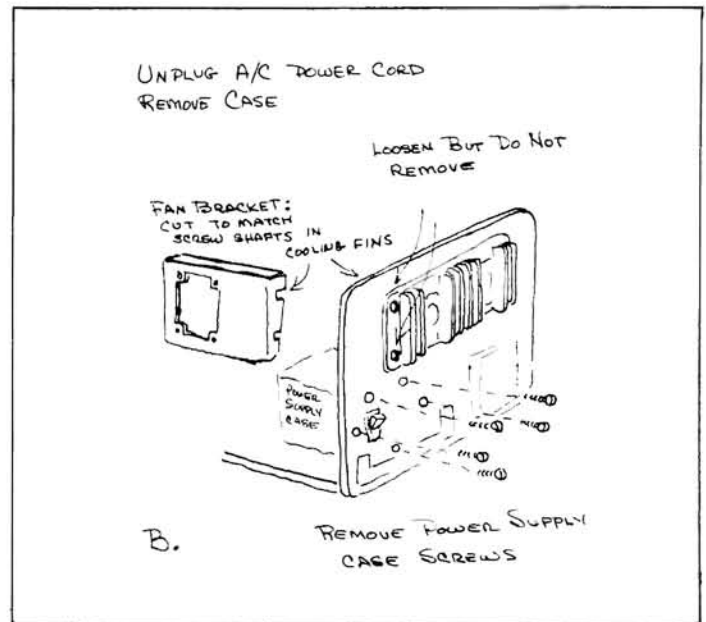 UNPLUG A/C POWER CORD
REMOVE CASE
LOOSEN BUT DO NOT
REMOVE
FAN BRACKET:
CUT TO MATCH
SCREW SHAFTS IN
COOLING FINS
POWER
SUPPLY
CASE
B.
REMOVE POWER SUPPLY
CASE SCREWS